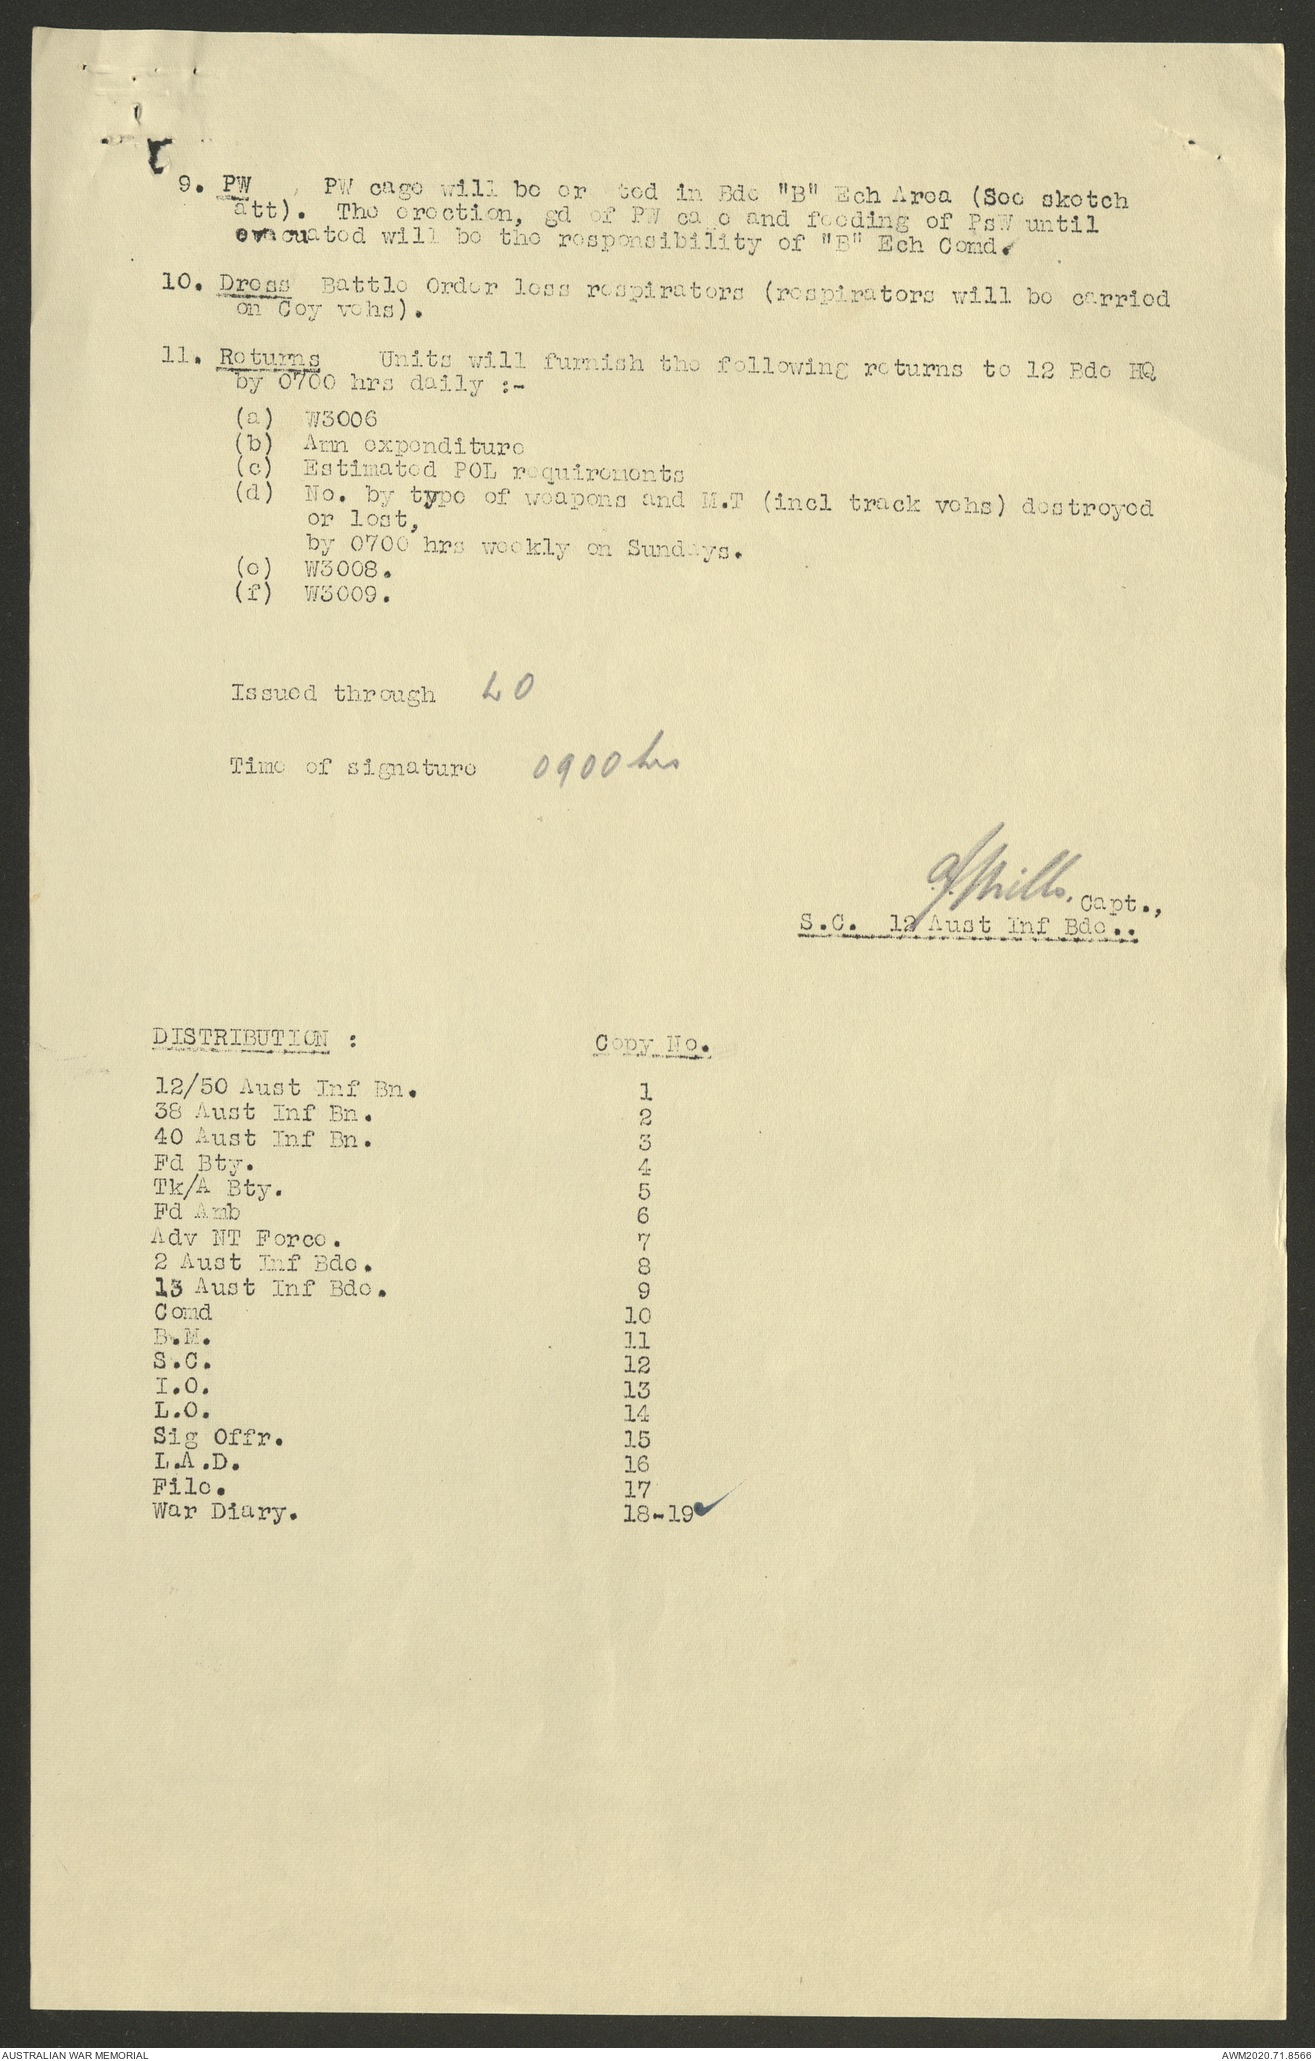 9. PW , PW cage will be er ted in Bde "B" Ech Area (See sketch
att). The erection, gd of PW ca e and feeding of PsW until
evacuated will be the responsibility of "B" Ech Comd.
10. Dress Battle Order less respirators (respirators will be carried
on Coy vehs).
11. Returns Units will furnish the following returns to 12 Bde HQ
by 0700 hrs daily :-
(a) W3006
(b) Amn expenditure
(c) Estimated POL requirements
(d) No. by type of weapons and M.T (incl track vehs) destroyed
or lost,
by 0700 hrs weekly on Sundays.
(e) W3008.
(f) W3009.
Issued through LO
Time of signature 0900 hrs
Mills. Capt.,
S.C. 12 Aust Inf Bde..
DISTRIBUTION : Copy No.
12/50 Aust Inf Bn. 1
38 Aust Inf Bn. 2
40 Aust Inf Bn. 3
Fd Bty. 4
Tk/A Bty. 5
Fd Amb 6
Adv NT Force. 7
2 Aust Inf Bde. 8
13 Aust Inf Bde. 9
Comd 10
B.M. 11
S.C. 12
I.O. 13
L.O. 14
Sig Offr. 15
L.A.D. 16
File. 17
War Diary. 18-19
AUSTRALIAN WAR MEMORIAL AWM2020.71.8566